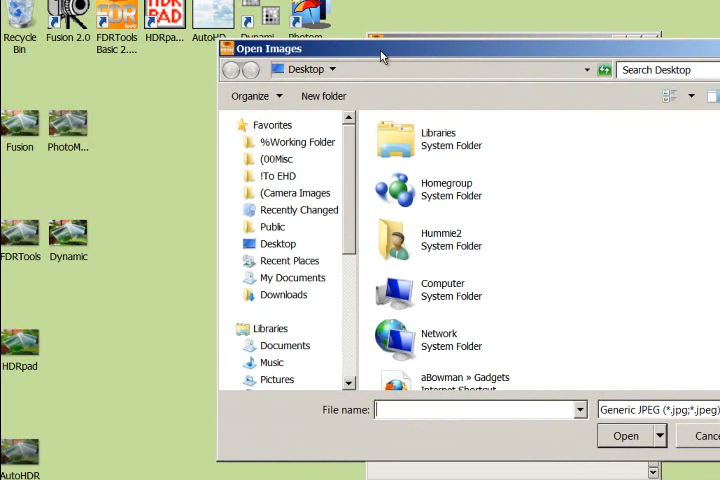 Recycle Bin
Fusion 2.0
FDRTools Basic 2....
HDRpa...
AutoHD
Dynami
Photom
Open Images
Desktop
Search Desktop
Organize
New folder
Favorites
%Working Folder
(00Misc
!To EHD
(Camera Images
Recently Changed
Public
Desktop
Recent Places
My Documents
Downloads
Libraries
Documents
Music
Pictures
Libraries
System Folder
Homegroup
System Folder
Hummie2
System Folder
Computer
System Folder
Network
System Folder
aBowman » Gadgets
Internet Shortcut
File name:
Generic JPEG (*.jpg;*.jpeg)
Open
Cance
Fusion
PhotoM...
FDRTools
Dynamic
HDRpad
AutoHDR